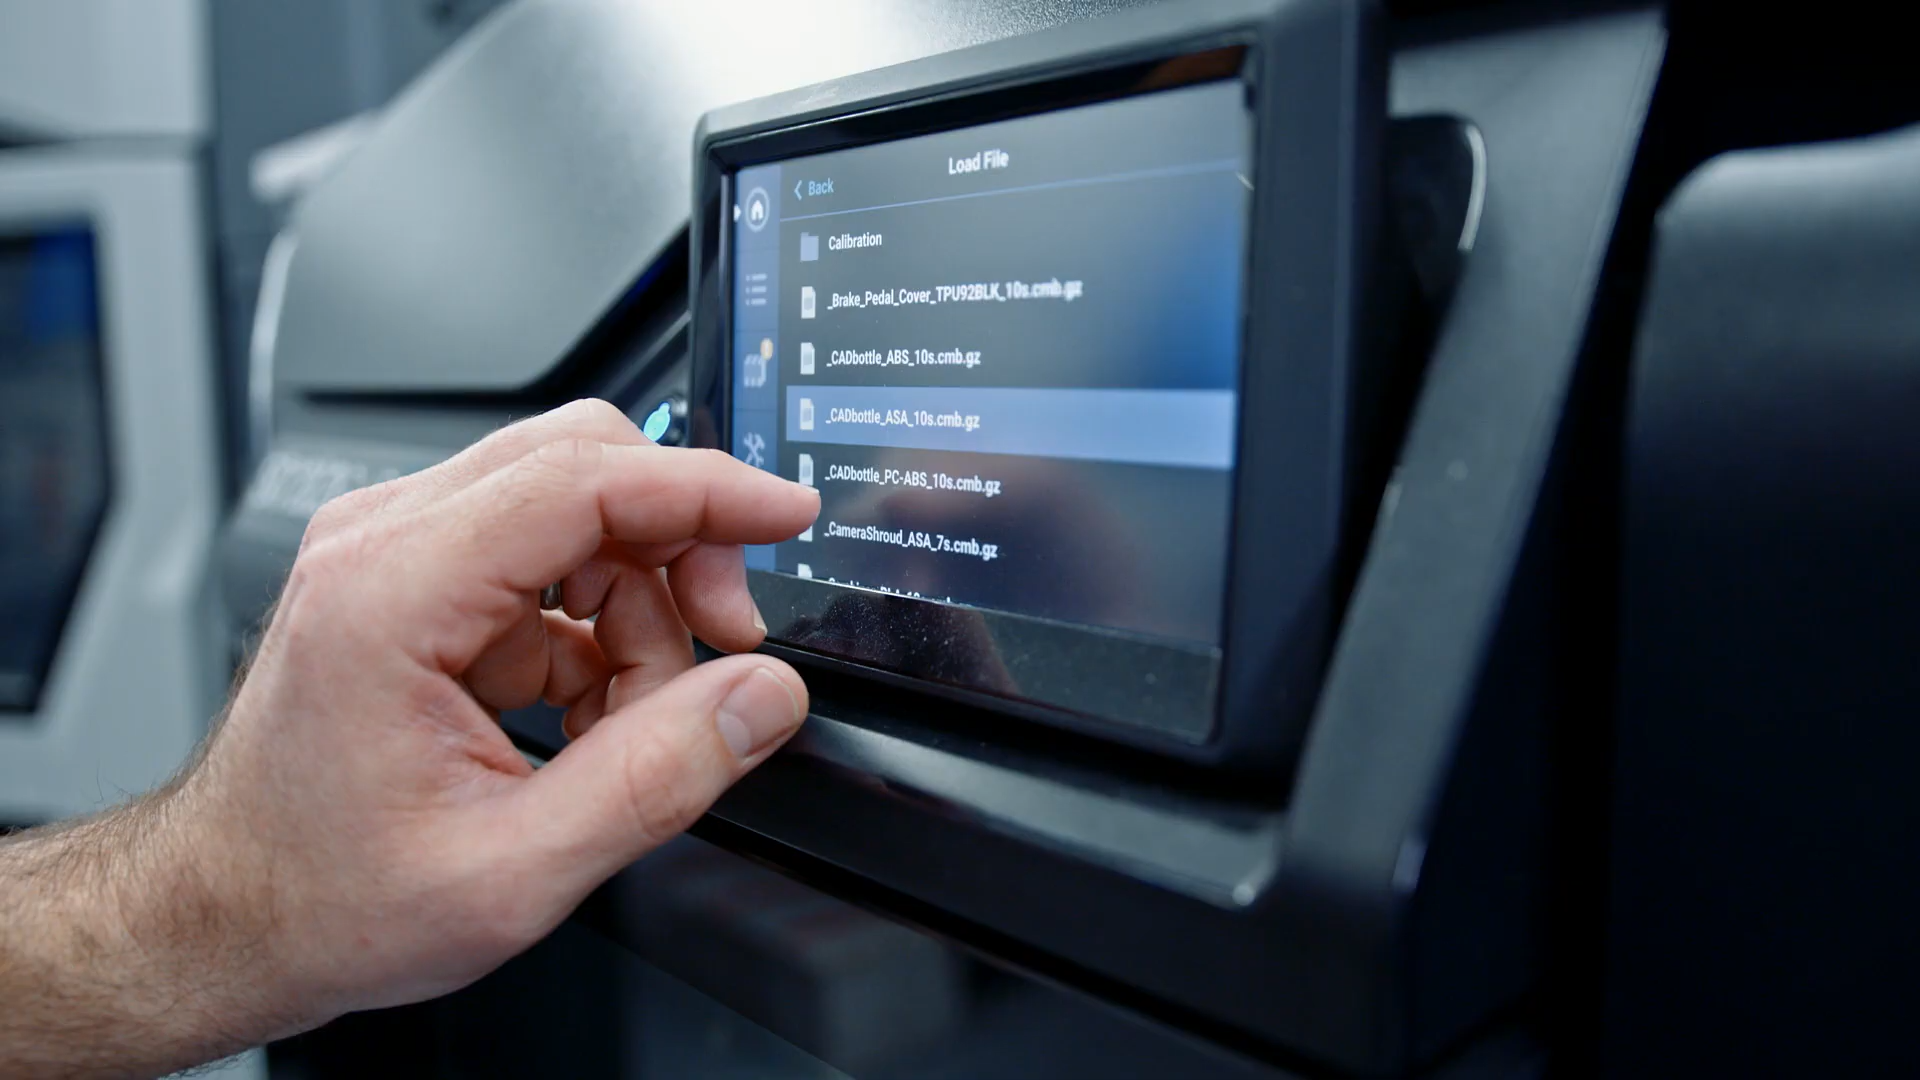 Load File
Back
Calibration
_Brake_Pedal_Cover_TPU92BLK_10s.cmb.gz
_CADbottle_ABS_10s.cmb.gz
_CADbottle_ASA_10s.cmb.gz
_CADbottle_PC-ABS_10s.cmb.gz
_CameraShroud_ASA_7s.cmb.gz